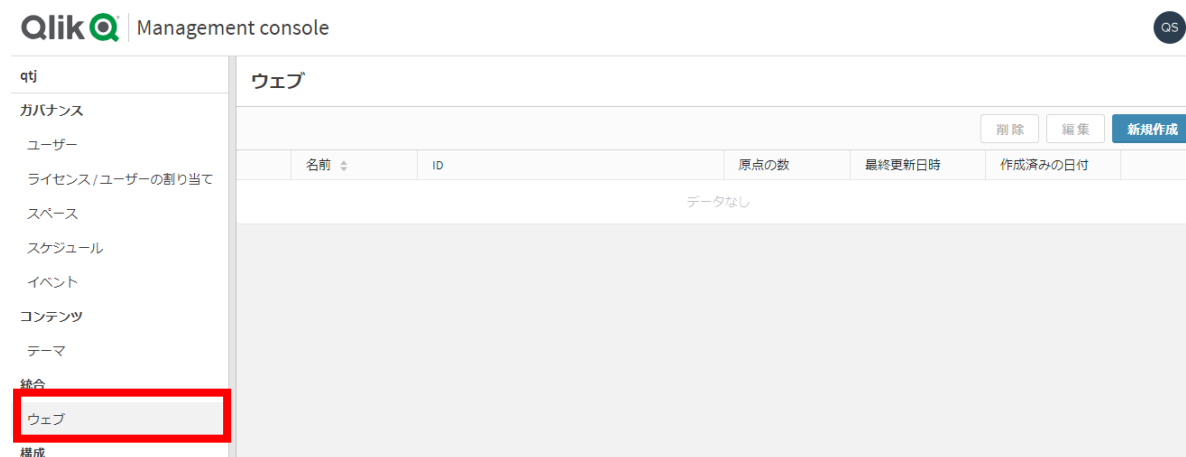 Qlik Management console
QS
qtj
ガバナンス
ユーザー
ライセンス/ユーザーの割り当て
スペース
スケジュール
イベント
コンテンツ
テーマ
統合
ウェブ
構成
ウェブ
削除 編集 新規作成
名前 ID 原点の数 最終更新日時 作成済みの日付
データなし